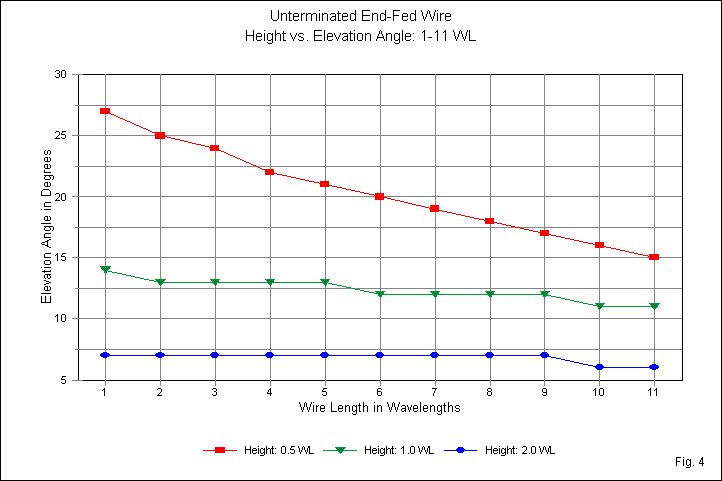 Unterminated End-Fed Wire
Height vs. Elevation Angle: 1-11 WL
30
25
20
15
10
5
Elevation Angle in Degrees
1 2 3 4 5 6 7 8 9 10 11
Wire Length in Wavelengths
Height: 0.5 WL Height: 1.0 WL Height: 2.0 WL
Fig. 4